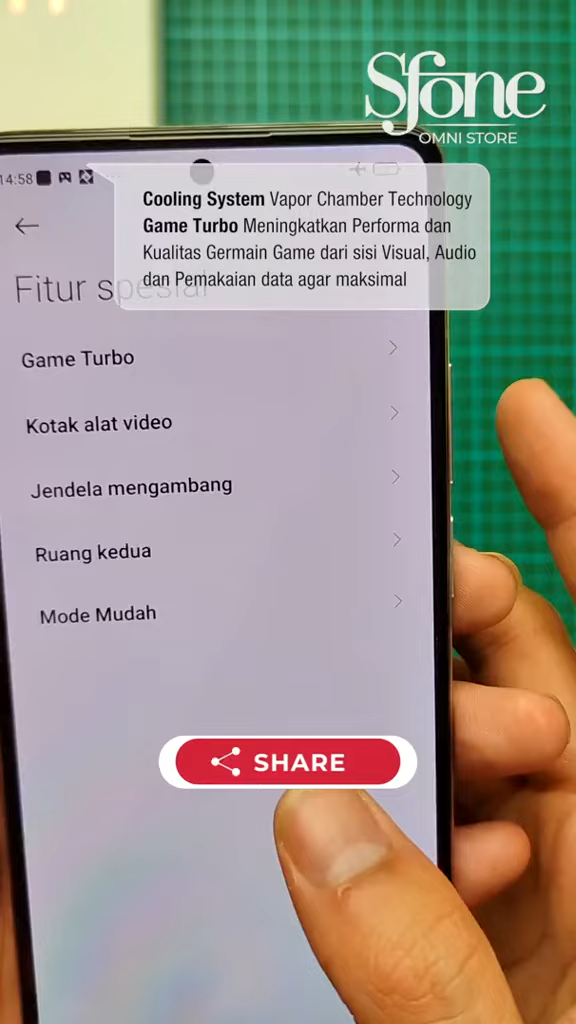 Sfone
OMNI STORE
14:58
Cooling System Vapor Chamber Technology
Game Turbo Meningkatkan Performa dan
Kualitas Germain Game dari sisi Visual, Audio
dan Pemakaian data agar maksimal
Fitur spesial
Game Turbo
Kotak alat video
Jendela mengambang
Ruang kedua
Mode Mudah
SHARE